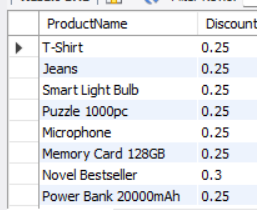 ProductName Discount
T-Shirt 0.25
Jeans 0.25
Smart Light Bulb 0.25
Puzzle 1000pc 0.25
Microphone 0.25
Memory Card 128GB 0.25
Novel Bestseller 0.3
Power Bank 20000mAh 0.25